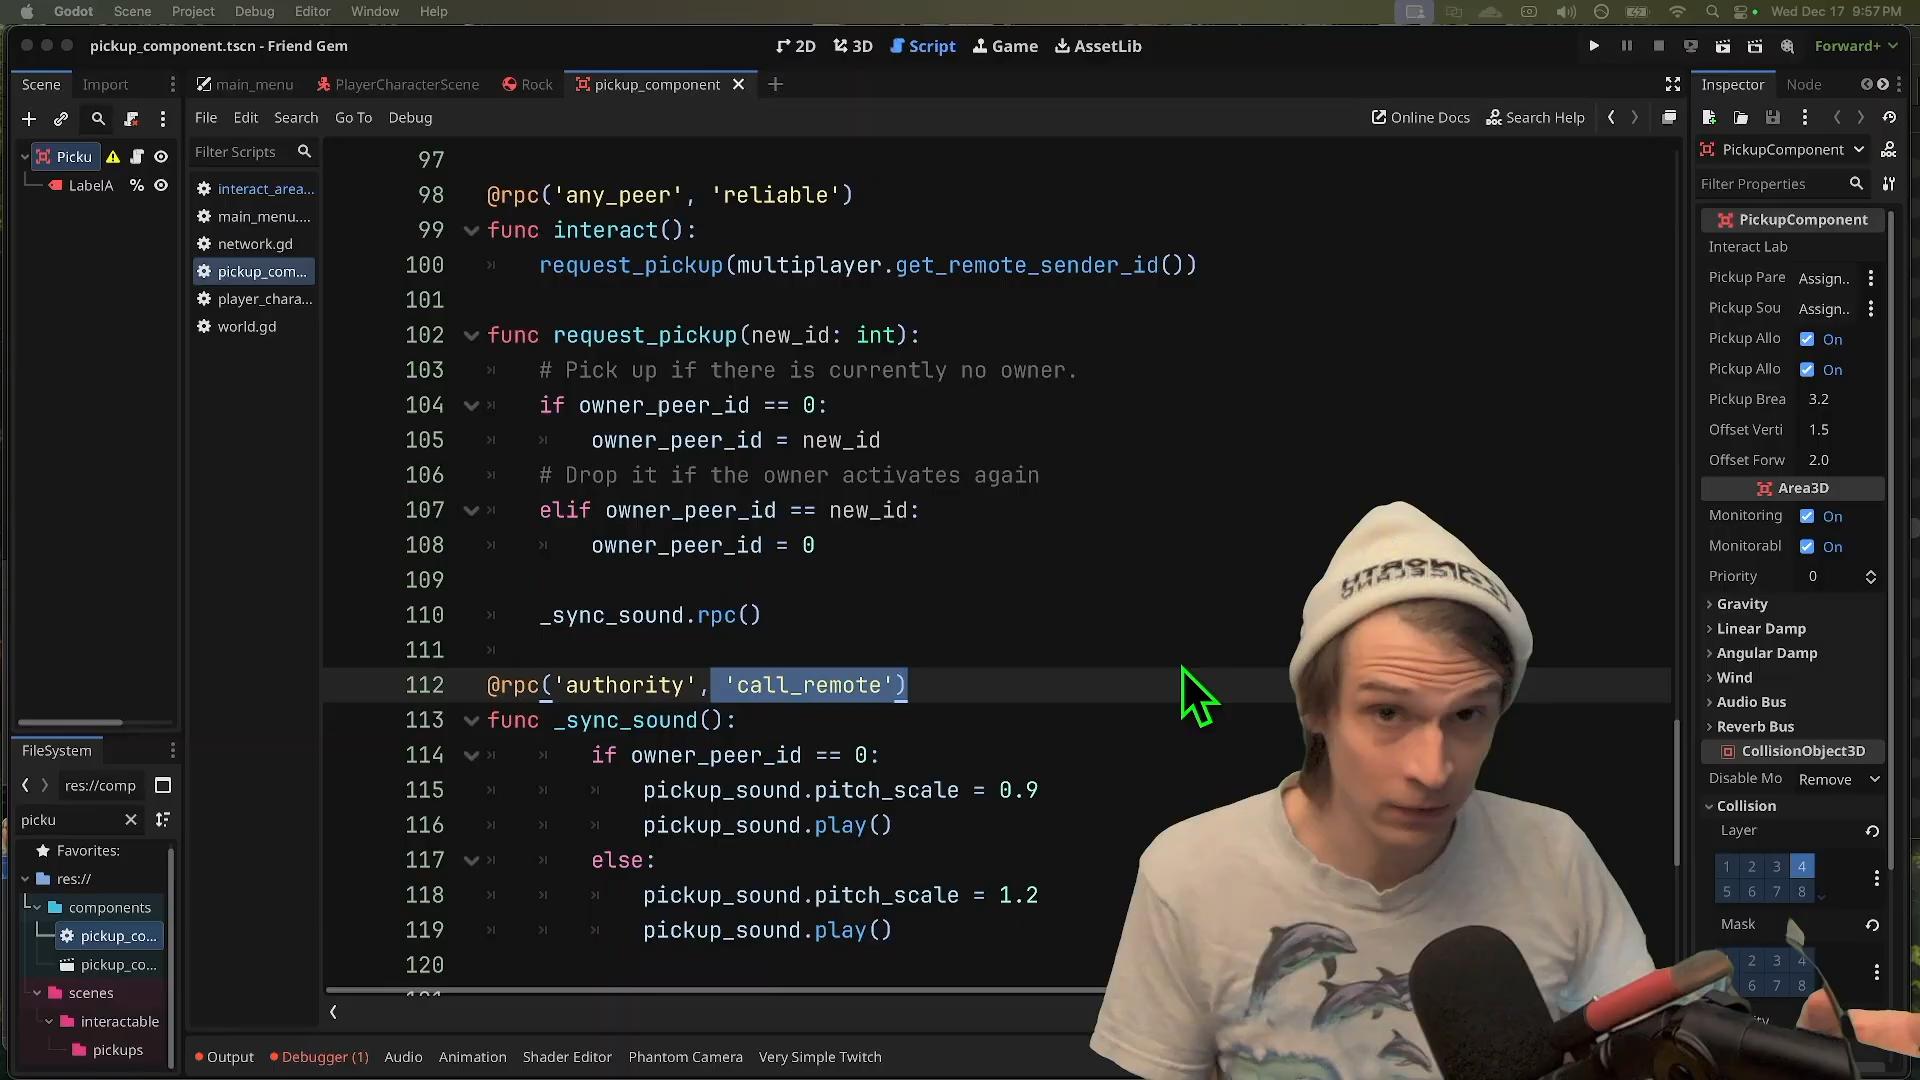 Godot Scene Project Debug Editor Window Help
Wed Dec 17 9:57 PM
pickup_component.tscn - Friend Gem
2D 3D Script Game AssetLib
Forward+
Scene Import
main_menu PlayerCharacterScene Rock pickup_component
Inspector Node
File Edit Search Go To Debug
Online Docs Search Help
Picku
LabelA
Filter Scripts
interact_area...
main_menu....
network.gd
pickup_com...
player_chara...
world.gd
97
98 @rpc('any_peer', 'reliable')
99 func interact():
100 request_pickup(multiplayer.get_remote_sender_id())
101
102 func request_pickup(new_id: int):
103 # Pick up if there is currently no owner.
104 if owner_peer_id == 0:
105 owner_peer_id = new_id
106 # Drop it if the owner activates again
107 elif owner_peer_id == new_id:
108 owner_peer_id = 0
109
110 _sync_sound.rpc()
111
112 @rpc('authority', 'call_remote')
113 func _sync_sound():
114 if owner_peer_id == 0:
115 pickup_sound.pitch_scale = 0.9
116 pickup_sound.play()
117 else:
118 pickup_sound.pitch_scale = 1.2
119 pickup_sound.play()
120
PickupComponent
Filter Properties
PickupComponent
Interact Lab
Pickup Pare Assign..
Pickup Sou Assign..
Pickup Allo On
Pickup Allo On
Pickup Brea 3.2
Offset Verti 1.5
Offset Forw 2.0
Area3D
Monitoring On
Monitorabl On
Priority 0
Gravity
Linear Damp
Angular Damp
Wind
Audio Bus
Reverb Bus
CollisionObject3D
Disable Mo Remove
Collision
Layer
1 2 3 4
5 6 7 8
Mask
2 3 4
6 7 8
FileSystem
res://comp
picku
Favorites:
res://
components
pickup_co...
pickup_co...
scenes
interactable
pickups
Output Debugger (1) Audio Animation Shader Editor Phantom Camera Very Simple Twitch